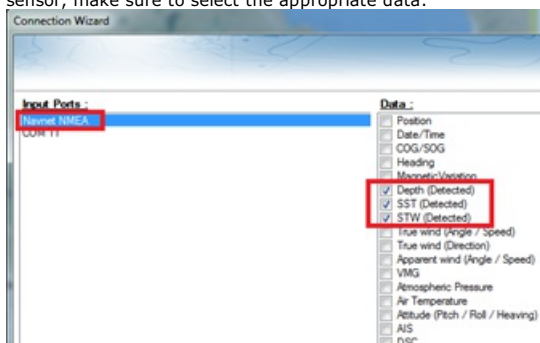 sensor, make sure to select the appropriate data.
Connection Wizard
Input Ports :
Navnet NMEA
COM 11
Data :
Position
Date/Time
COG/SOG
Heading
Magnetic Variation
Depth (Detected)
SST (Detected)
STW (Detected)
True wind (Angle / Speed)
True wind (Direction)
Apparent wind (Angle / Speed)
VMG
Atmospheric Pressure
Air Temperature
Attitude (Pitch / Roll / Heaving)
AIS
DSC